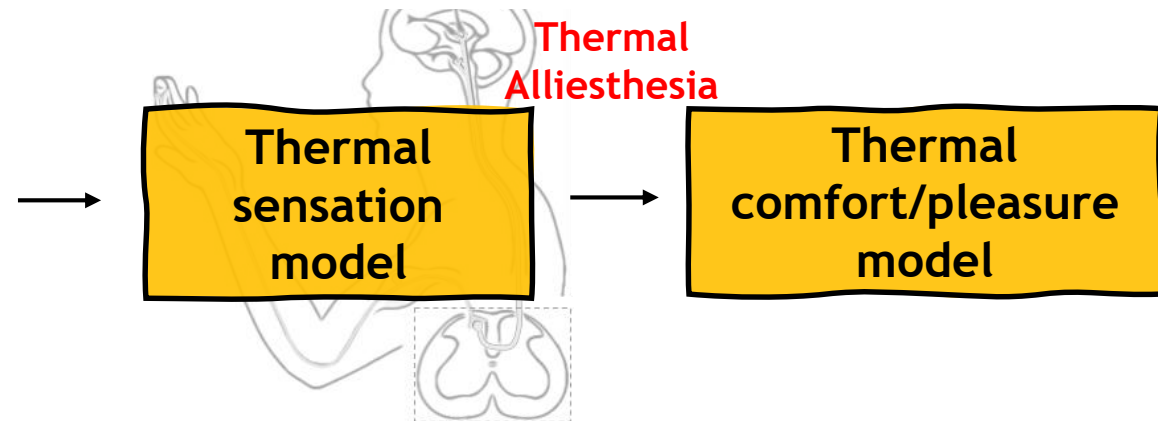 Thermal
Alliesthesia
Thermal
sensation
model
Thermal
comfort/pleasure
model